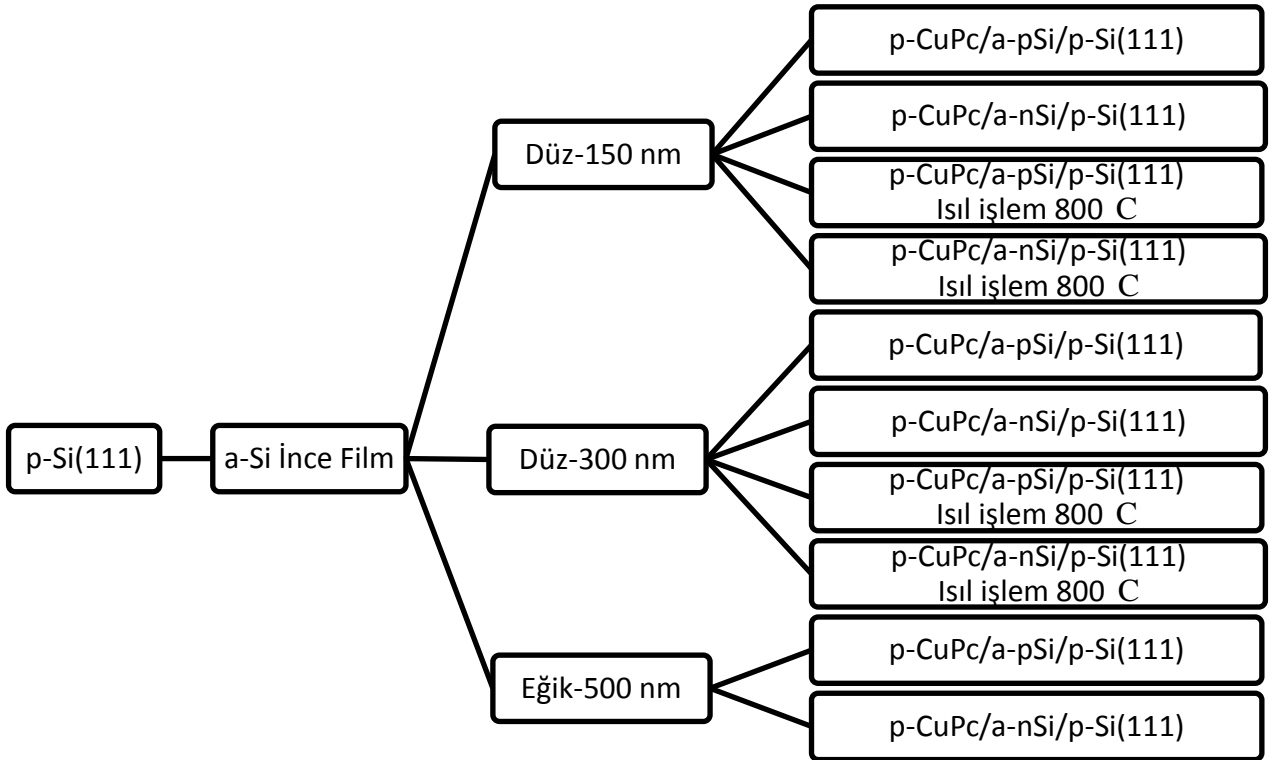 p-Si(111)
a-Si İnce Film
Düz-150 nm
p-CuPc/a-pSi/p-Si(111)
p-CuPc/a-nSi/p-Si(111)
p-CuPc/a-pSi/p-Si(111)
Isıl işlem 800 C
p-CuPc/a-nSi/p-Si(111)
Isıl işlem 800 C
Düz-300 nm
p-CuPc/a-pSi/p-Si(111)
p-CuPc/a-nSi/p-Si(111)
p-CuPc/a-pSi/p-Si(111)
Isıl işlem 800 C
p-CuPc/a-nSi/p-Si(111)
Isıl işlem 800 C
Eğik-500 nm
p-CuPc/a-pSi/p-Si(111)
p-CuPc/a-nSi/p-Si(111)